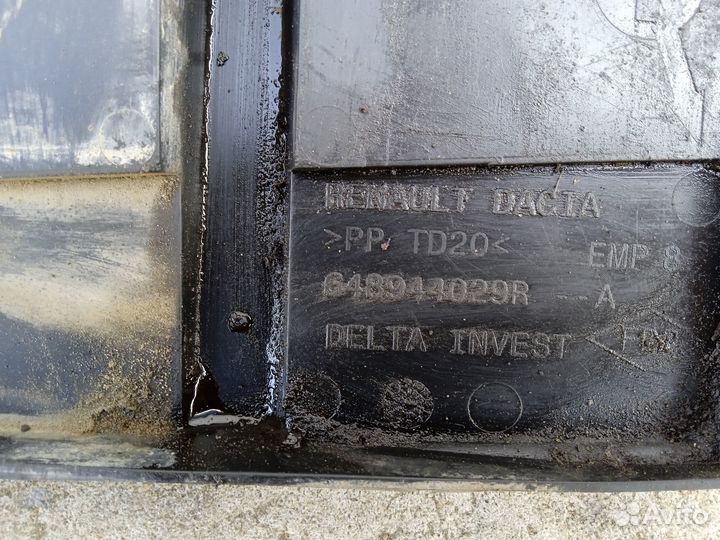 RENAULT DACIA
>PP TD20< EMP 8
648944029R --A
DELTA INVEST
Avito